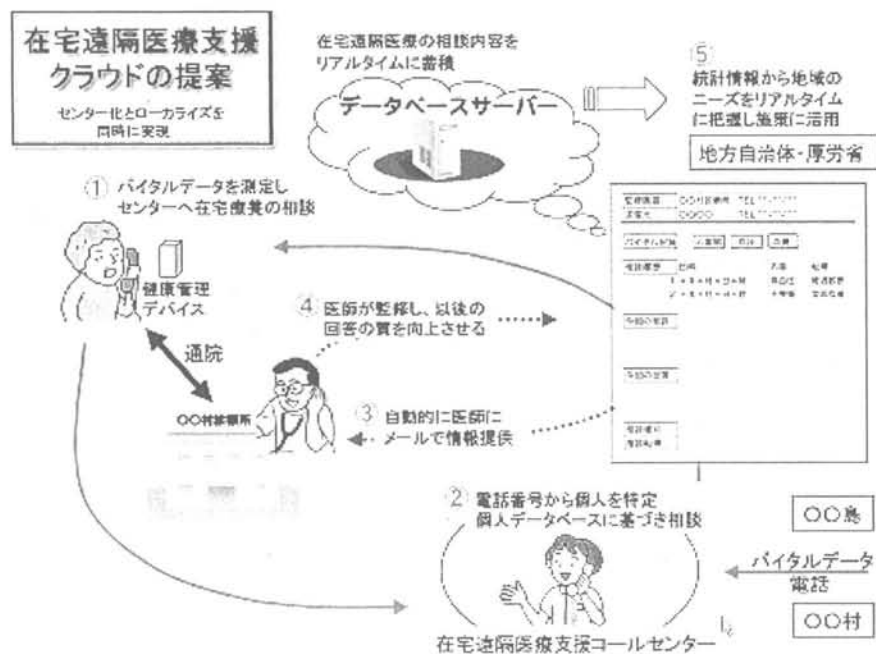 在宅遠隔医療支援
クラウドの提案
センター化とローカライズを
同時に実現
在宅遠隔医療の相談内容を
リアルタイムに蓄積
データベースサーバー
⑤
統計情報から地域の
ニーズをリアルタイム
に把握し施策に活用
地方自治体・厚労省
① バイタルデータを測定し
センターへ在宅療養の相談
健康管理
デバイス
④ 医師が監修し、以後の
回答の質を向上させる
通院
〇〇村診療所
③ 自動的に医師に
メールで情報提供
② 電話番号から個人を特定
個人データベースに基づき相談
〇〇島
バイタルデータ
電話
〇〇村
在宅遠隔医療支援コールセンター